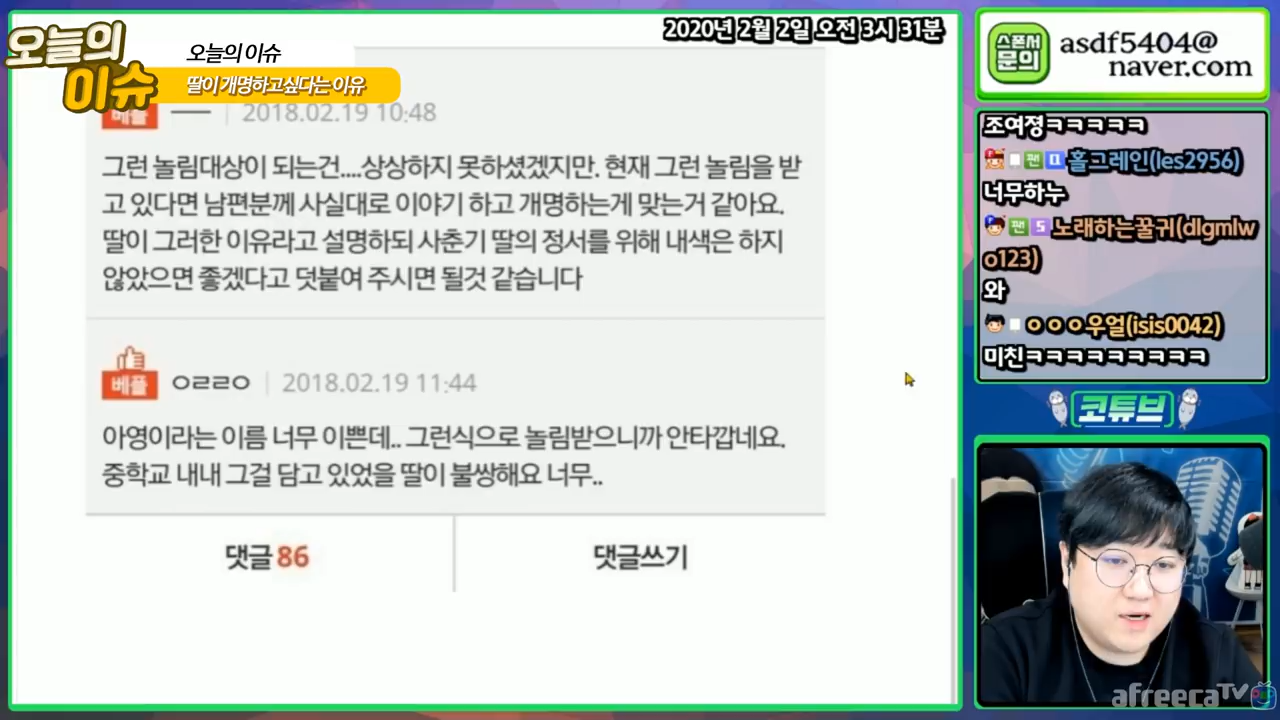 오늘의
이슈
오늘의 이슈
딸이 개명하고싶다는 이유
2020년 2월 2일 오전 3시 31분
베플 ── | 2018.02.19 10:48
그런 놀림대상이 되는건....상상하지 못하셨겠지만. 현재 그런 놀림을 받
고 있다면 남편분께 사실대로 이야기 하고 개명하는게 맞는거 같아요.
딸이 그러한 이유라고 설명하되 사춘기 딸의 정서를 위해 내색은 하지
않았으면 좋겠다고 덧붙여 주시면 될것 같습니다
베플 ㅇㄹㄹㅇ | 2018.02.19 11:44
아영이라는 이름 너무 이쁜데.. 그런식으로 놀림받으니까 안타깝네요.
중학교 내내 그걸 담고 있었을 딸이 불쌍해요 너무..
댓글 86
댓글쓰기
스폰서
문의
asdf5404@
naver.com
조여졍ㅋㅋㅋㅋㅋ
팬 홀그레인(les2956)
너무하누
팬 S 노래하는꿀귀(dlgmlw
o123)
와
ㅇㅇㅇ우얼(isis0042)
미친ㅋㅋㅋㅋㅋㅋㅋㅋㅋ
코튜브
afreecaTV